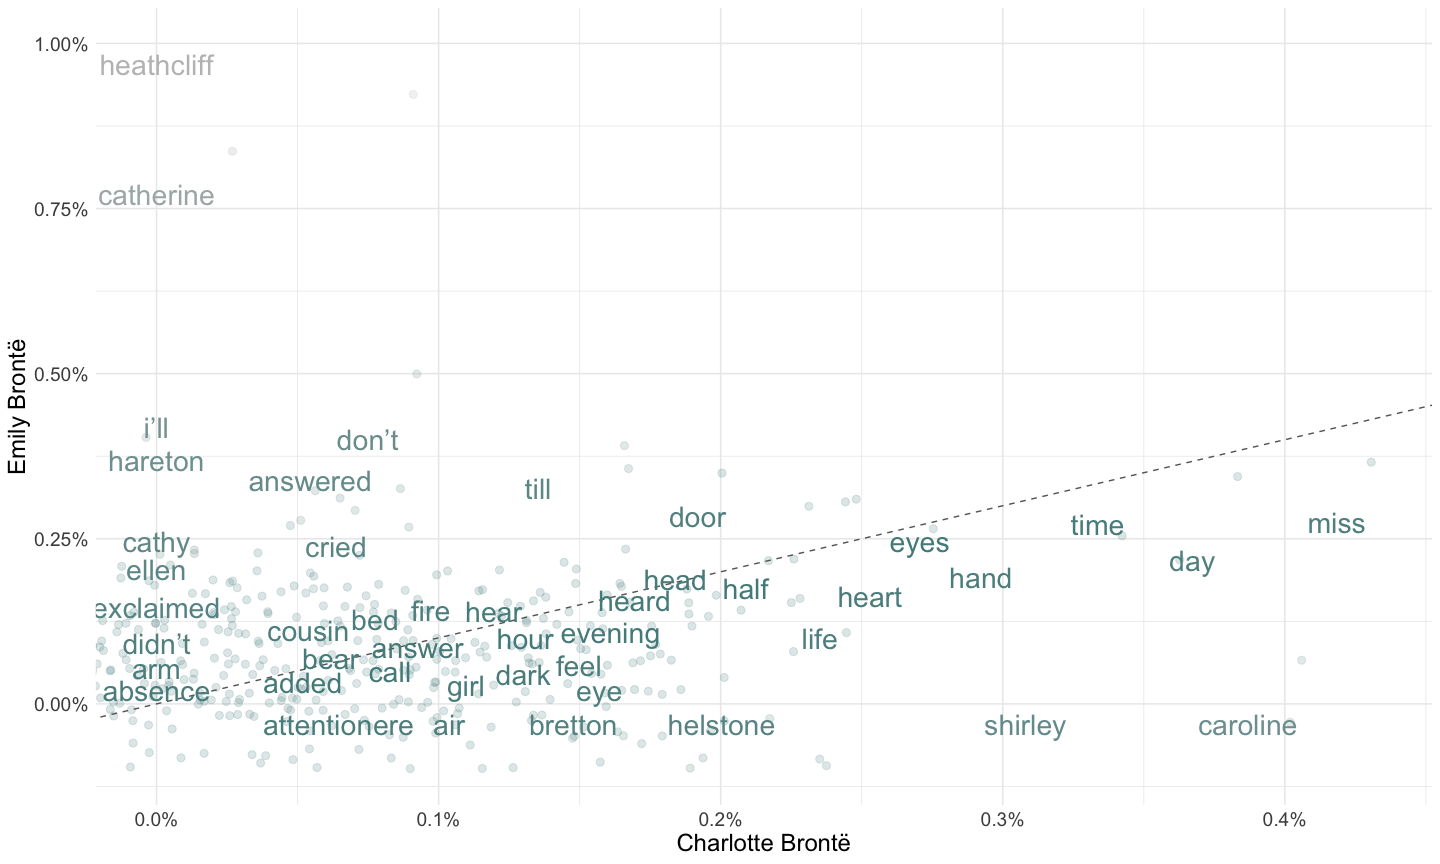 1.00%
heathcliff
catherine
0.75%
0.50%
i’ll
don’t
hareton
answered
till
door
time
miss
0.25%
cathy
cried
eyes
day
ellen
head
hand
half
exclaimed
heard
heart
fire
hear
bed
cousin
hour
evening
life
didn’t
answer
bear
feel
arm
call
dark
added
girl
eye
absence
0.00%
attention
ere
air
bretton
helstone
shirley
caroline
0.0%
0.1%
0.2%
0.3%
0.4%
Charlotte Brontë
Emily Brontë